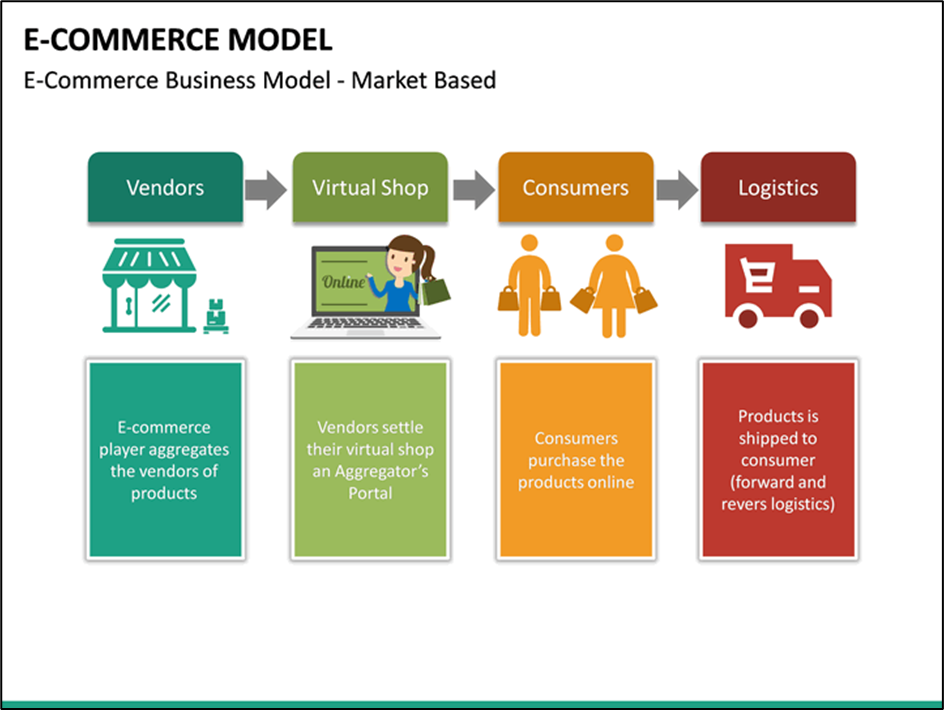 E-COMMERCE MODEL
E-Commerce Business Model - Market Based
Vendors
Virtual Shop
Consumers
Logistics
Online
E-commerce
player aggregates
the vendors of
products
Vendors settle
their virtual shop
an Aggregator's
Portal
Consumers
purchase the
products online
Products is
shipped to
consumer
(forward and
revers logistics)